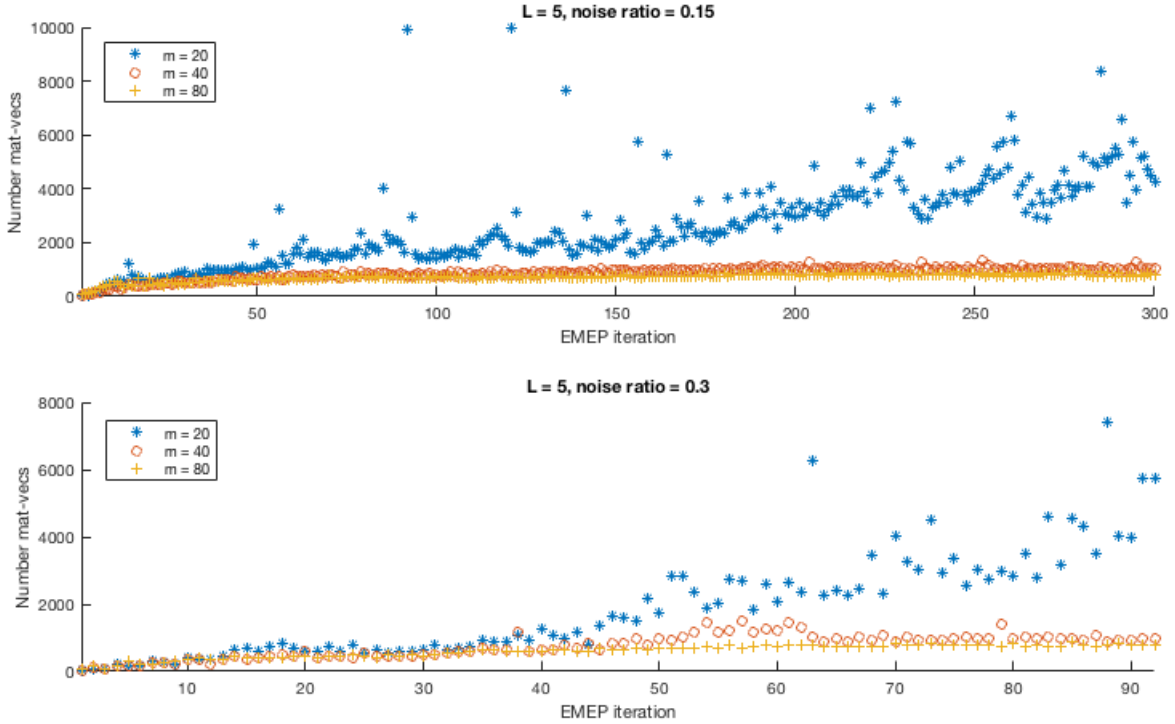 L = 5, noise ratio = 0.15
Number mat-vecs
10000
8000
6000
4000
2000
0
m = 20
m = 40
m = 80
50 100 150 200 250 300
EMEP iteration
L = 5, noise ratio = 0.3
Number mat-vecs
8000
6000
4000
2000
0
m = 20
m = 40
m = 80
10 20 30 40 50 60 70 80 90
EMEP iteration